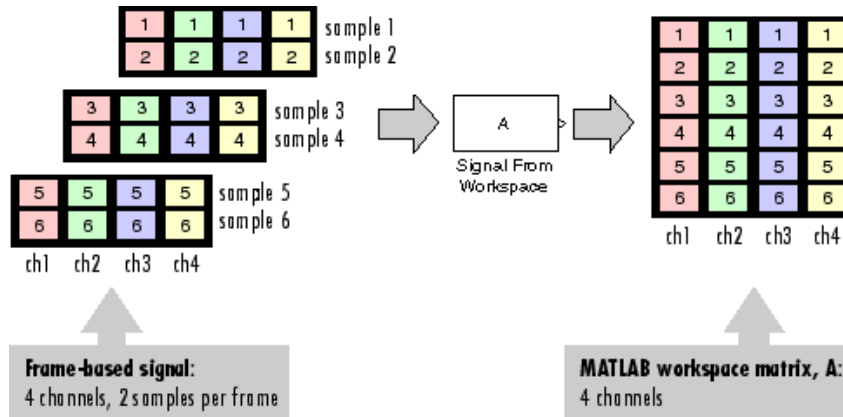 1 1 1 1 sample 1
2 2 2 2 sample 2
3 3 3 3 sample 3
4 4 4 4 sample 4
5 5 5 5 sample 5
6 6 6 6 sample 6
ch1 ch2 ch3 ch4
Frame-based signal:
4 channels, 2 samples per frame
A
Signal From
Workspace
1 1 1 1
2 2 2 2
3 3 3 3
4 4 4 4
5 5 5 5
6 6 6 6
ch1 ch2 ch3 ch4
MATLAB workspace matrix, A:
4 channels